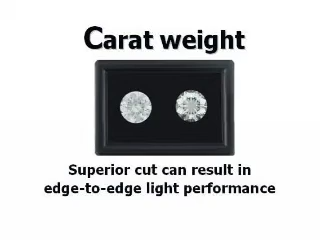 Carat weight
Superior cut can result in
edge-to-edge light performance